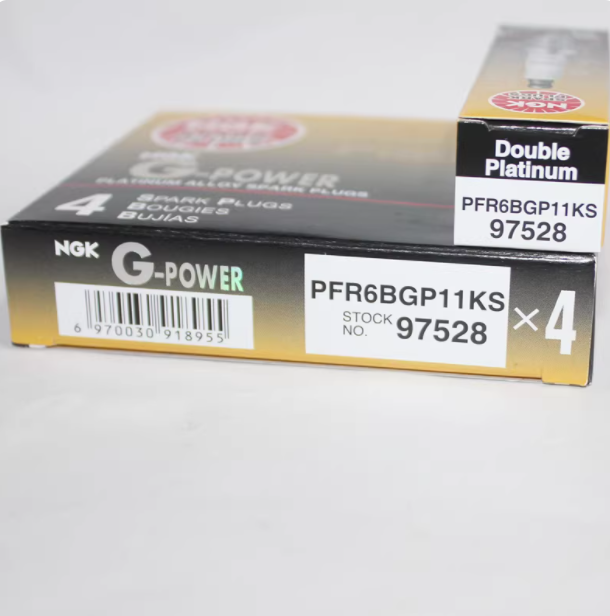 NGK
Double
Platinum
PFR6BGP11KS
97528
NGK
G-POWER
PLATINUM ALLOY SPARK PLUGS
4
SPARK PLUGS
BOUGIES
BUJIAS
NGK
G-POWER
6 970030 918955
PFR6BGP11KS
STOCK
NO. 97528
×4